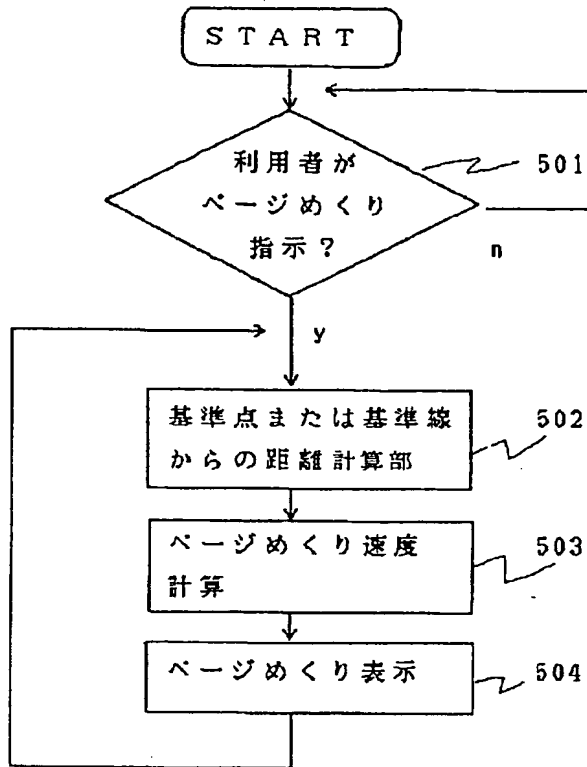 START
利用者が
ページめくり
指示？
501
n
y
基準点または基準線
からの距離計算部
502
ページめくり速度
計算
503
ページめくり表示
504